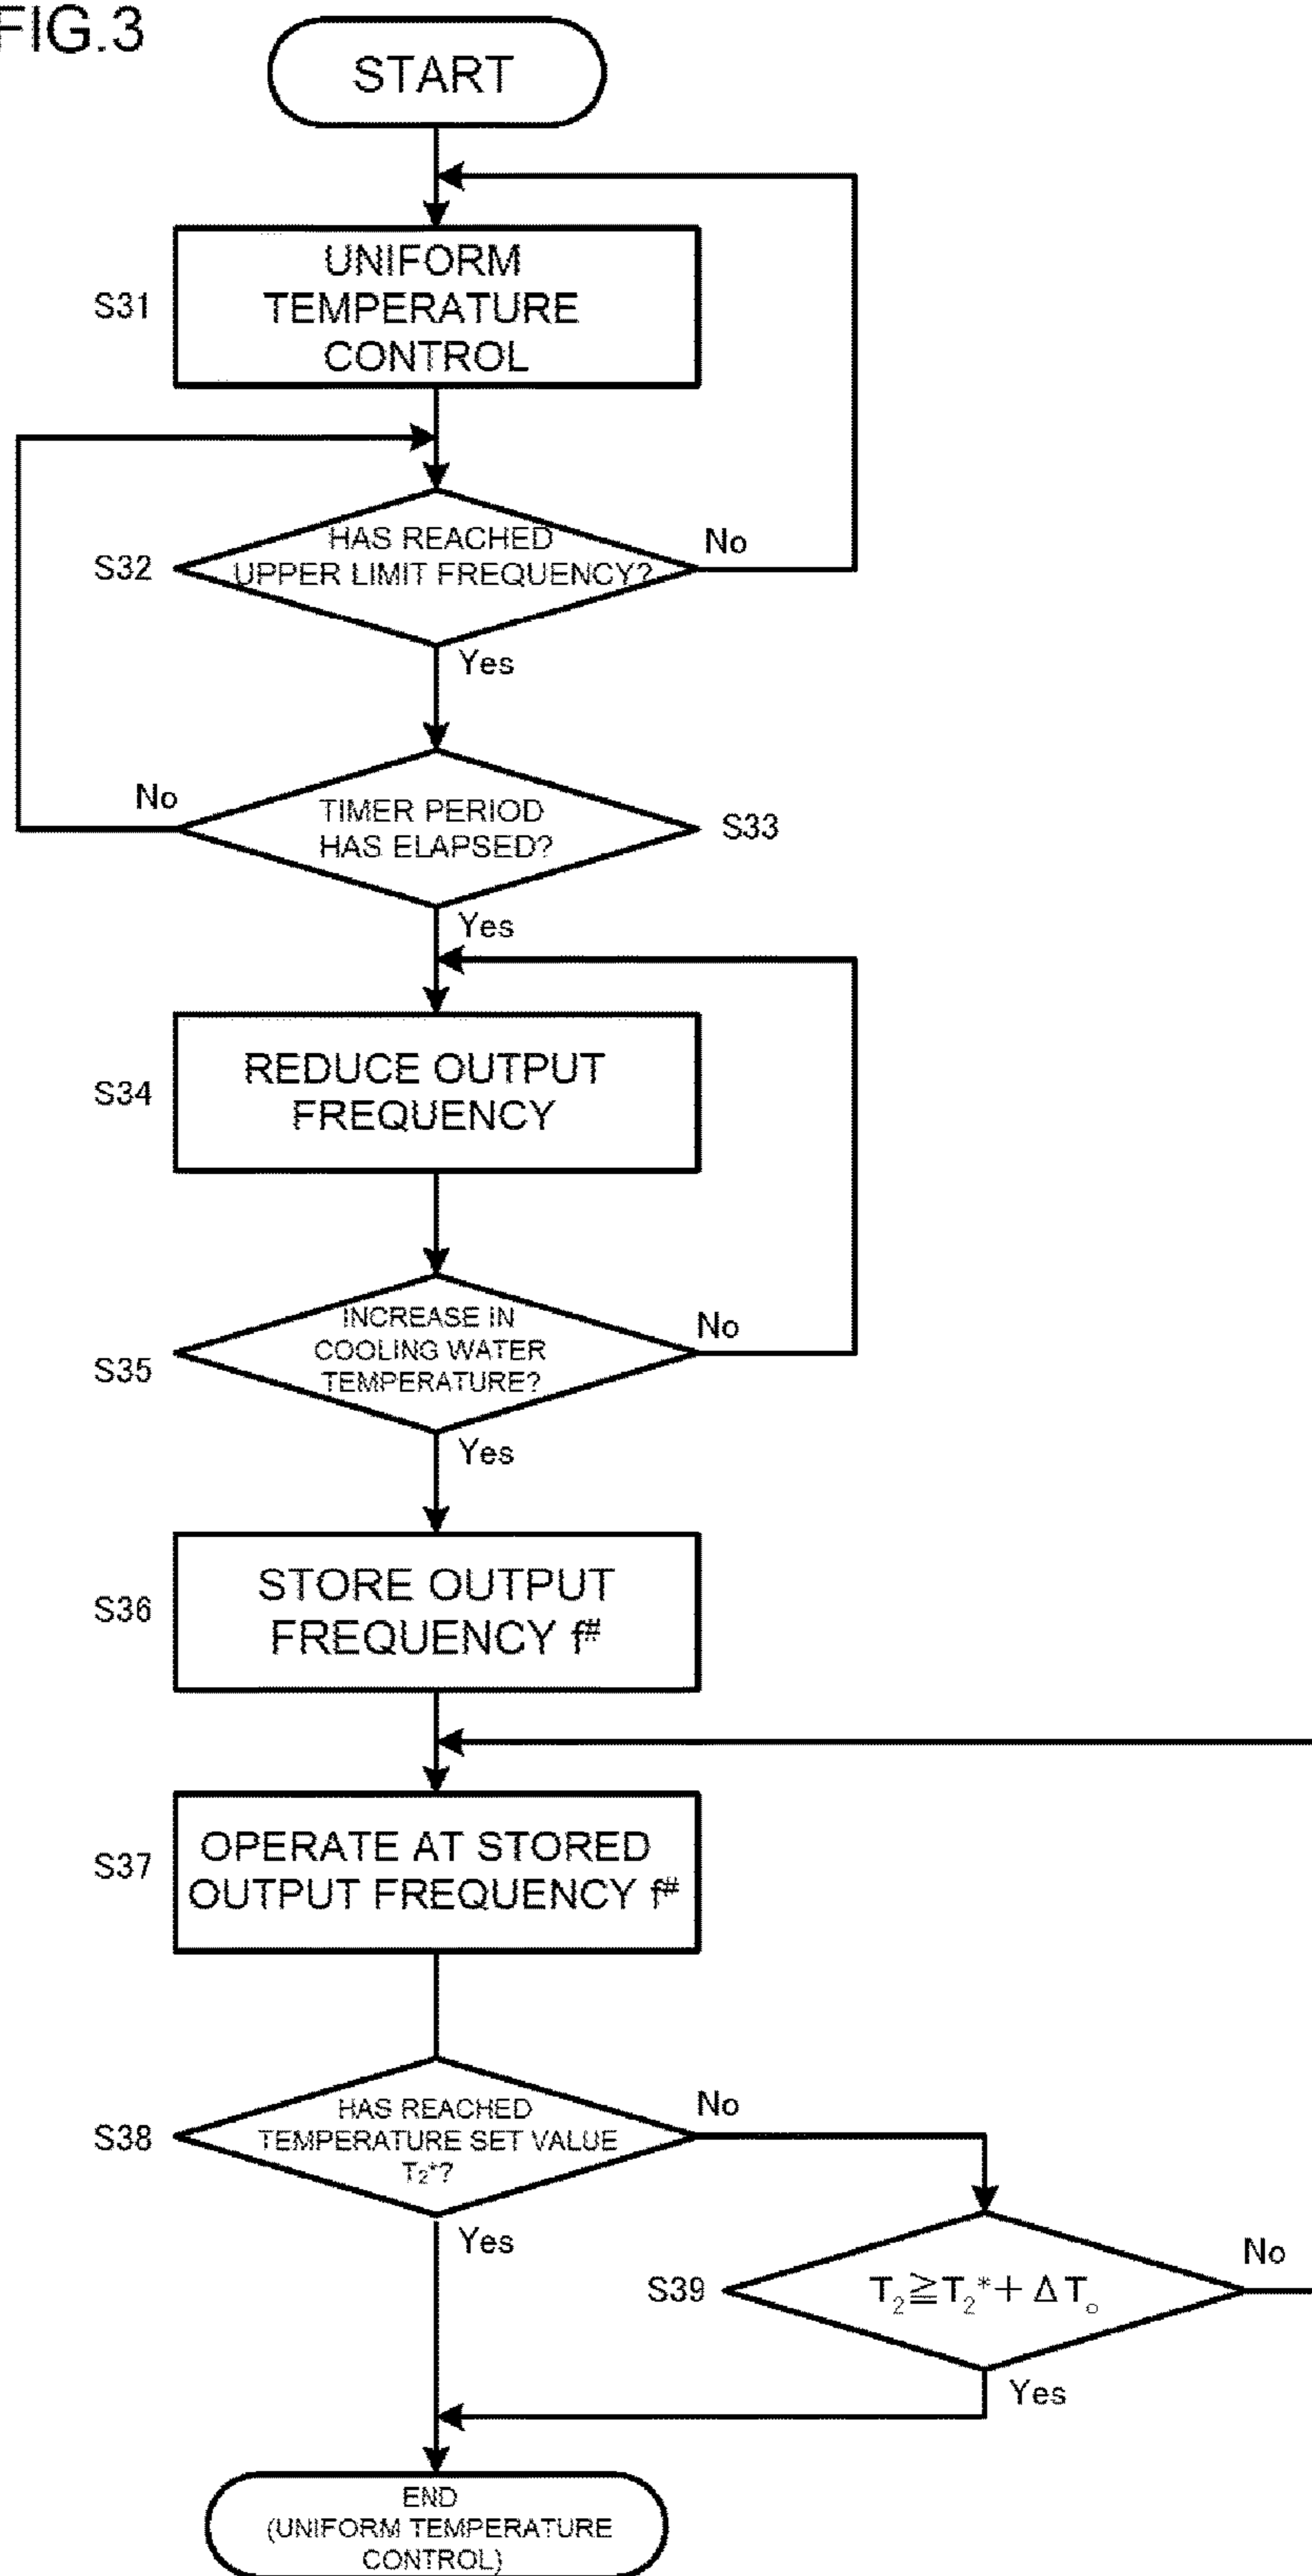 FIG.3
START
S31
UNIFORM
TEMPERATURE
CONTROL
S32
HAS REACHED
UPPER LIMIT FREQUENCY?
No
Yes
No
TIMER PERIOD
HAS ELAPSED?
S33
Yes
S34
REDUCE OUTPUT
FREQUENCY
S35
INCREASE IN
COOLING WATER
TEMPERATURE?
No
Yes
S36
STORE OUTPUT
FREQUENCY f#
S37
OPERATE AT STORED
OUTPUT FREQUENCY f#
S38
HAS REACHED
TEMPERATURE SET VALUE
T₂*?
No
Yes
S39
T₂≧T₂*+ΔT₀
No
Yes
END
(UNIFORM TEMPERATURE
CONTROL)